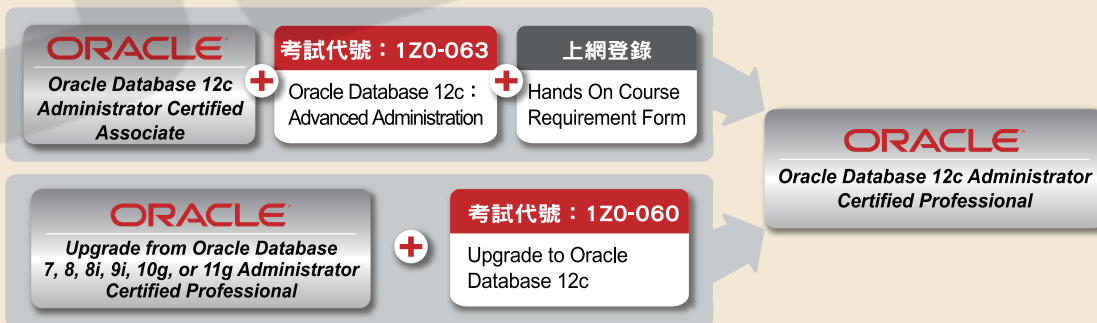 ORACLE
Oracle Database 12c
Administrator Certified
Associate
考試代號：1Z0-063
Oracle Database 12c：
Advanced Administration
上網登錄
Hands On Course
Requirement Form
ORACLE
Upgrade from Oracle Database
7, 8, 8i, 9i, 10g, or 11g Administrator
Certified Professional
考試代號：1Z0-060
Upgrade to Oracle
Database 12c
ORACLE
Oracle Database 12c Administrator
Certified Professional